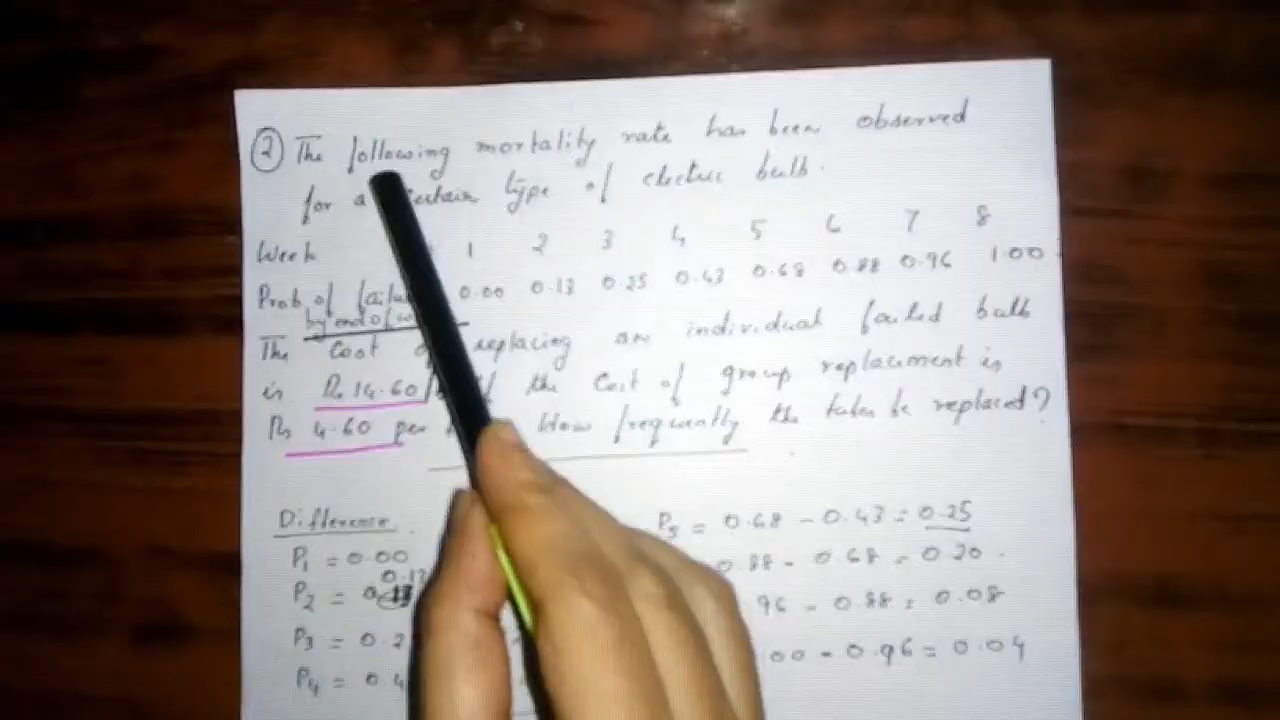 ② The following mortality rate has been observed
for a certain type of electric bulb.
Week 1 2 3 4 5 6 7 8
Prob. of failu 0.00 0.13 0.25 0.43 0.68 0.88 0.96 1.00
by end of w
The cost replacing an individual failed bulb
is Rs 14.60 the cost of group replacement is
Rs 4.60 per How frequently the tubes be replaced?
Difference
P5 = 0.68 - 0.43 = 0.25
P1 = 0.00 0.88 - 0.68 = 0.20
0.13
P2 = 96 - 0.88 = 0.08
P3 = 0.2 .00 - 0.96 = 0.04
P4 = 0.4